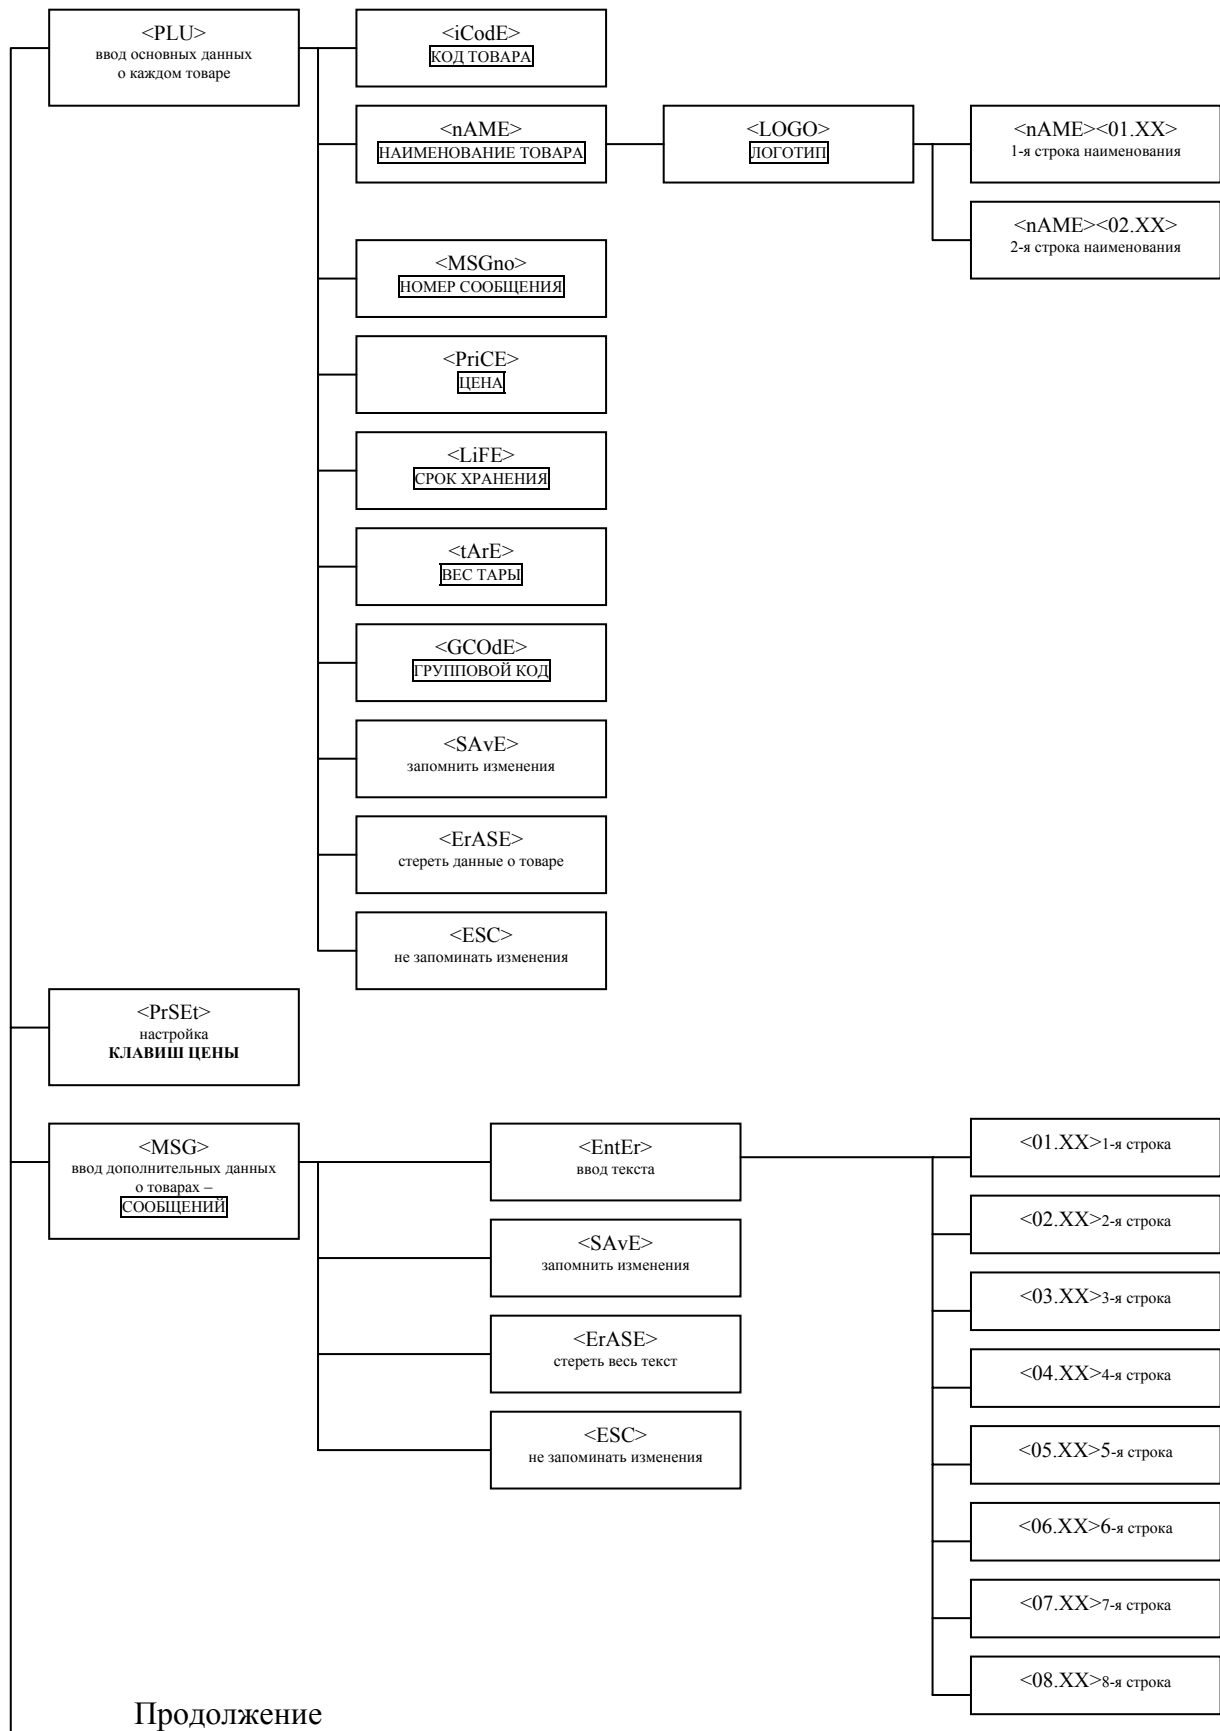 <PLU>
ввод основных данных
о каждом товаре
<iCodE>
КОД ТОВАРА
<nAME>
НАИМЕНОВАНИЕ ТОВАРА
<LOGO>
ЛОГОТИП
<nAME><01.XX>
1-я строка наименования
<nAME><02.XX>
2-я строка наименования
<MSGno>
НОМЕР СООБЩЕНИЯ
<PriCE>
ЦЕНА
<LiFE>
СРОК ХРАНЕНИЯ
<tArE>
ВЕС ТАРЫ
<GCOdE>
ГРУППОВОЙ КОД
<SAvE>
запомнить изменения
<ErASE>
стереть данные о товаре
<ESC>
не запоминать изменения
<PrSEt>
настройка
КЛАВИШ ЦЕНЫ
<MSG>
ввод дополнительных данных
о товарах –
СООБЩЕНИЙ
<EntEr>
ввод текста
<SAvE>
запомнить изменения
<ErASE>
стереть весь текст
<ESC>
не запоминать изменения
<01.XX>1-я строка
<02.XX>2-я строка
<03.XX>3-я строка
<04.XX>4-я строка
<05.XX>5-я строка
<06.XX>6-я строка
<07.XX>7-я строка
<08.XX>8-я строка
Продолжение